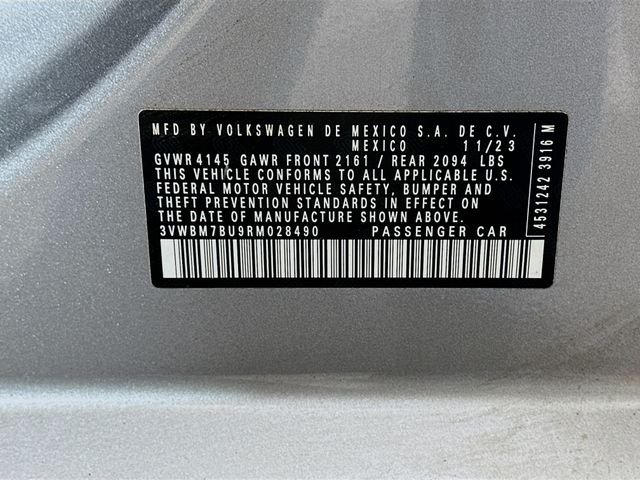 MFD BY VOLKSWAGEN DE MEXICO S.A. DE C.V.
MEXICO 11/23
GVWR 4145 GAWR FRONT 2161 / REAR 2094 LBS
THIS VEHICLE CONFORMS TO ALL APPLICABLE U.S.
FEDERAL MOTOR VEHICLE SAFETY, BUMPER AND
THEFT PREVENTION STANDARDS IN EFFECT ON
THE DATE OF MANUFACTURE SHOWN ABOVE.
3VWBM7BU9RM028490 PASSENGER CAR
4531242 3916 M